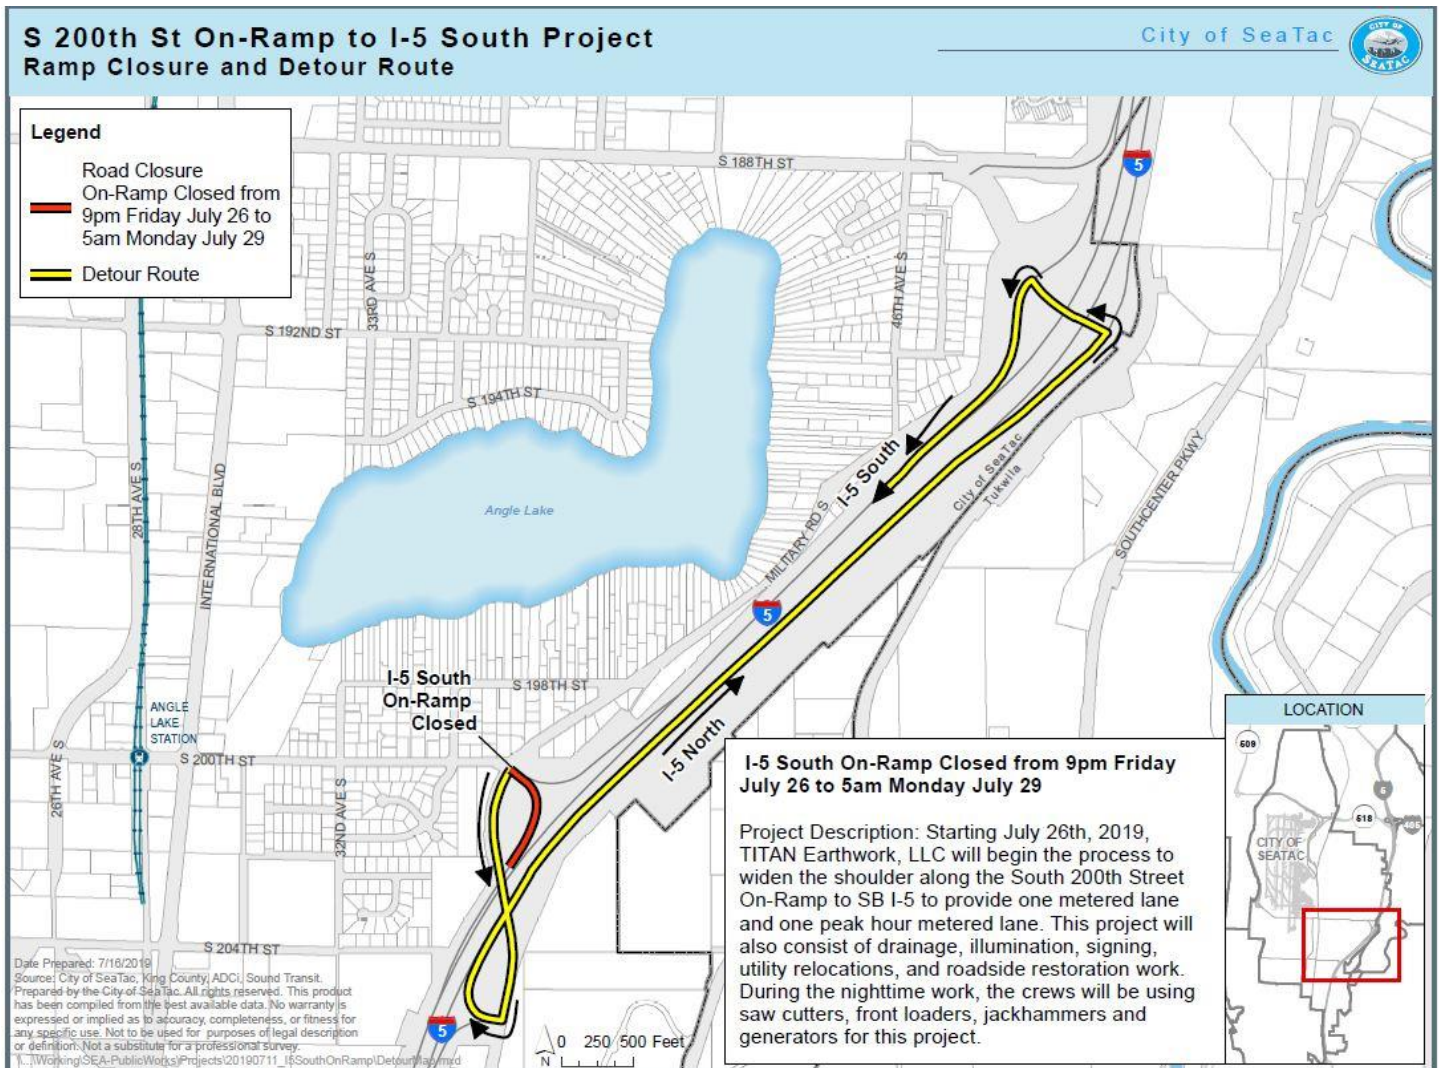 S 200th St On-Ramp to I-5 South Project
Ramp Closure and Detour Route
City of SeaTac
CITY OF
SEATAC
Legend
Road Closure
On-Ramp Closed from
9pm Friday July 26 to
5am Monday July 29
Detour Route
S 188TH ST
5
33RD AVE S
46TH AVE S
S 192ND ST
S 194TH ST
28TH AVE S
INTERNATIONAL BLVD
Angle Lake
I-5 South
MILITARY RD S
City of SeaTac
Tukwila
SOUTHCENTER PKWY
5
I-5 South
On-Ramp
Closed
S 198TH ST
ANGLE
LAKE
STATION
S 200TH ST
26TH AVE S
32ND AVE S
I-5 North
S 204TH ST
5
0 250 500 Feet
N
I-5 South On-Ramp Closed from 9pm Friday
July 26 to 5am Monday July 29
Project Description: Starting July 26th, 2019,
TITAN Earthwork, LLC will begin the process to
widen the shoulder along the South 200th Street
On-Ramp to SB I-5 to provide one metered lane
and one peak hour metered lane. This project will
also consist of drainage, illumination, signing,
utility relocations, and roadside restoration work.
During the nighttime work, the crews will be using
saw cutters, front loaders, jackhammers and
generators for this project.
LOCATION
509
5
518
405
CITY OF
SEATAC
Date Prepared: 7/16/2019
Source: City of SeaTac, King County, ADCi, Sound Transit.
Prepared by the City of SeaTac. All rights reserved. This product
has been compiled from the best available data. No warranty is
expressed or implied as to accuracy, completeness, or fitness for
any specific use. Not to be used for purposes of legal description
or definition. Not a substitute for a professional survey.
\...\Working\SEA-PublicWorks\Projects\20190711_I5SouthOnRamp\DetourMap.mxd